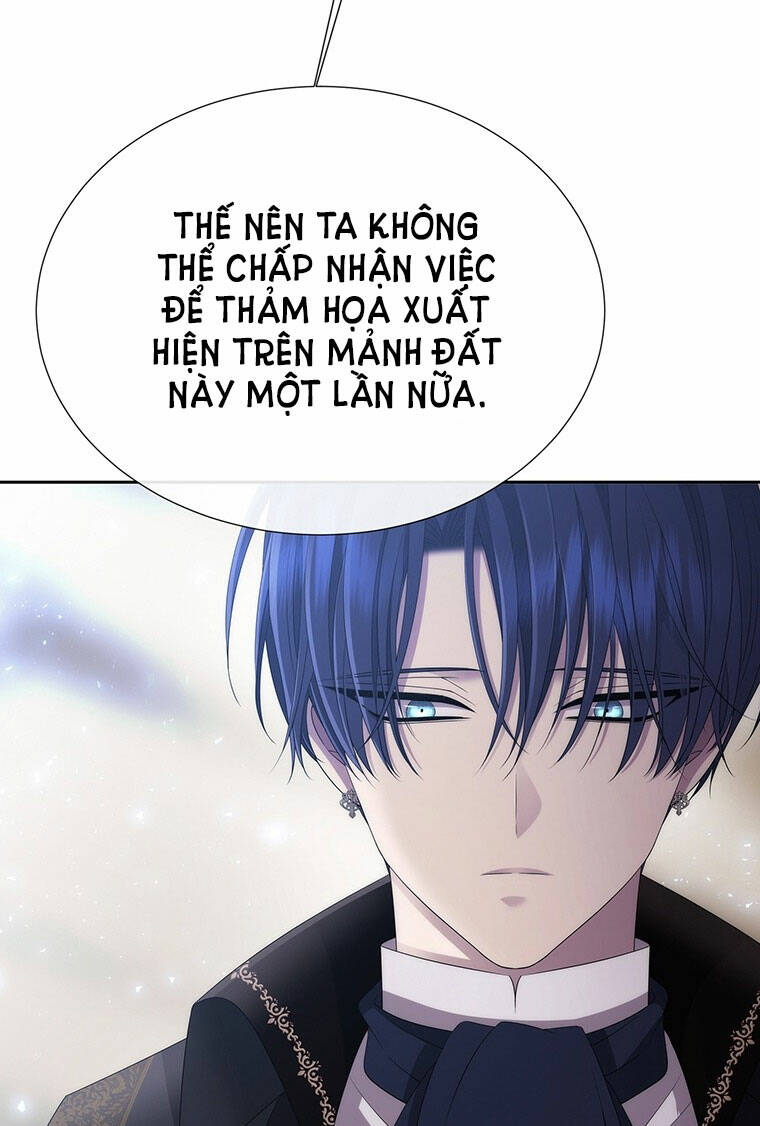 THẾ NÊN TA KHÔNG
THỂ CHẤP NHẬN VIỆC
ĐỂ THẢM HỌA XUẤT
HIỆN TRÊN MẢNH ĐẤT
NÀY MỘT LẦN NỮA.